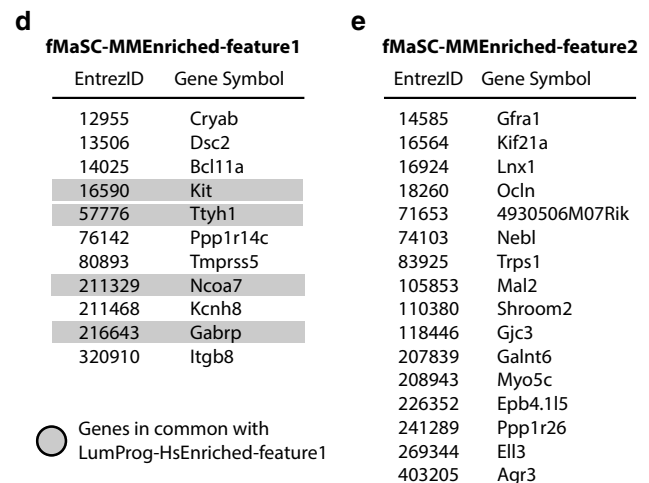 d
fMaSC-MMEnriched-feature1
EntrezID Gene Symbol
12955 Cryab
13506 Dsc2
14025 Bcl11a
16590 Kit
57776 Ttyh1
76142 Ppp1r14c
80893 Tmprss5
211329 Ncoa7
211468 Kcnh8
216643 Gabrp
320910 Itgb8
Genes in common with
LumProg-HsEnriched-feature1
e
fMaSC-MMEnriched-feature2
EntrezID Gene Symbol
14585 Gfra1
16564 Kif21a
16924 Lnx1
18260 Ocln
71653 4930506M07Rik
74103 Nebl
83925 Trps1
105853 Mal2
110380 Shroom2
118446 Gjc3
207839 Galnt6
208943 Myo5c
226352 Epb4.1l5
241289 Ppp1r26
269344 Ell3
403205 Agr3